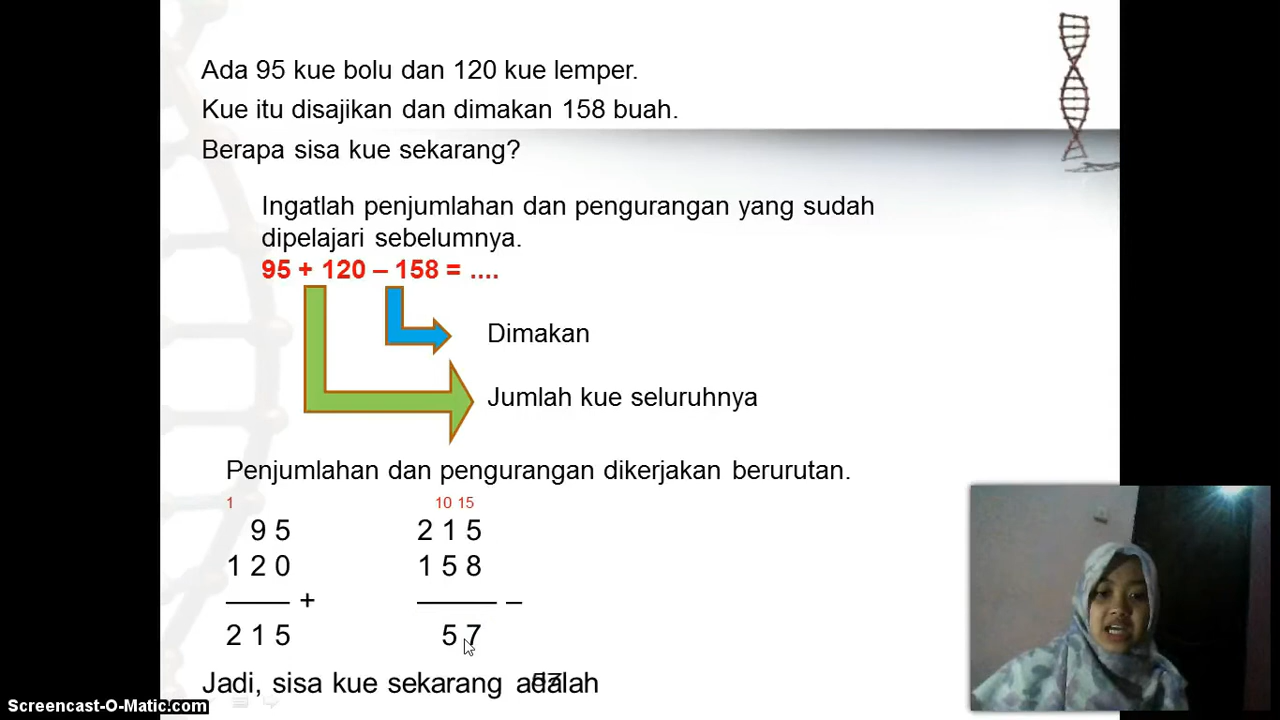 Ada 95 kue bolu dan 120 kue lemper.
Kue itu disajikan dan dimakan 158 buah.
Berapa sisa kue sekarang?
Ingatlah penjumlahan dan pengurangan yang sudah
dipelajari sebelumnya.
95 + 120 – 158 = ....
Dimakan
Jumlah kue seluruhnya
Penjumlahan dan pengurangan dikerjakan berurutan.
1
9 5
1 2 0
+
2 1 5
10 15
2 1 5
1 5 8
–
5 7
Jadi, sisa kue sekarang adalah
Screencast-O-Matic.com